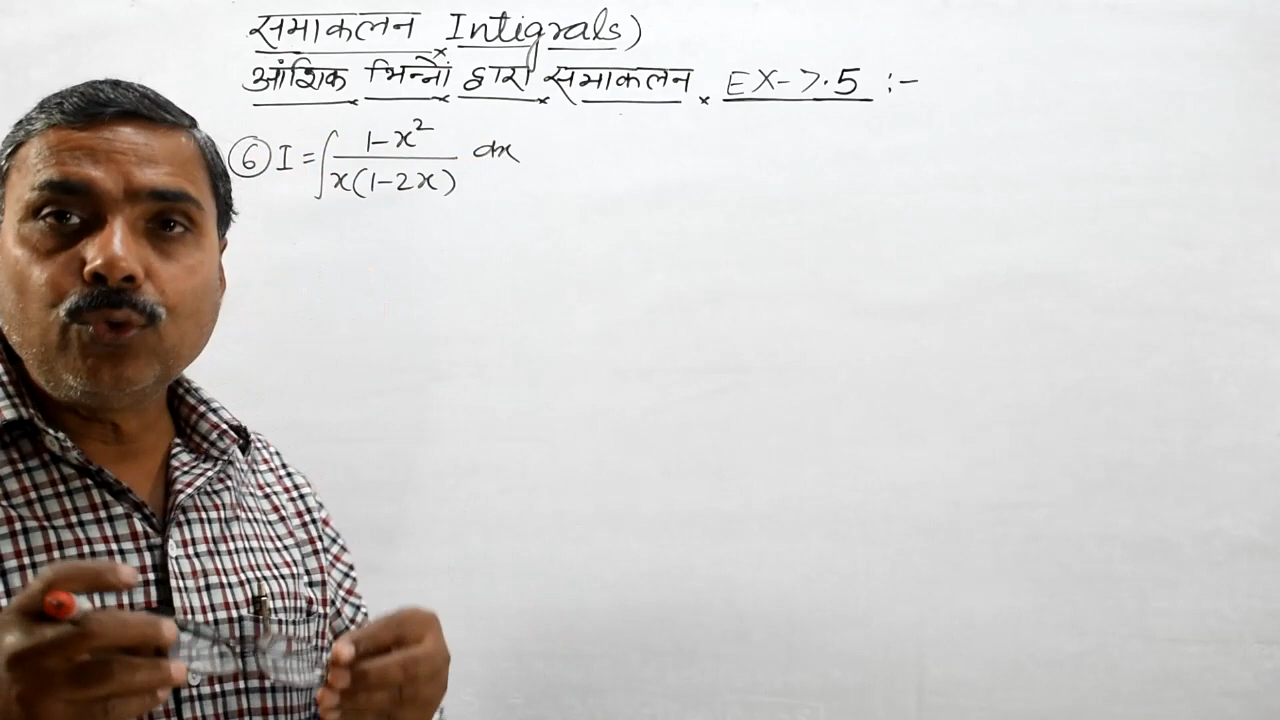 समाकलन Intigrals)
आंशिक भिन्नों द्वारा समाकलन EX-7.5 :-
⑥ I = ∫ (1-x²)/(x(1-2x)) dx